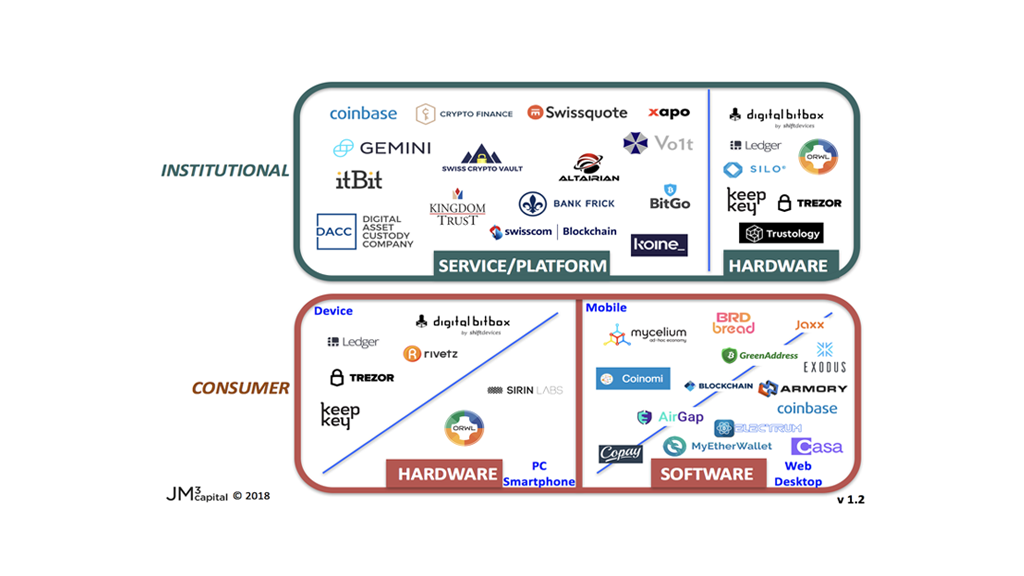 INSTITUTIONAL
coinbase
CRYPTO FINANCE
Swissquote
xapo
GEMINI
SWISS CRYPTO VAULT
ALTAIRIAN
Vo1t
itBit
KINGDOM
TRUST
BANK FRICK
BitGo
DACC
DIGITAL
ASSET
CUSTODY
COMPANY
swisscom
Blockchain
koine_
SERVICE/PLATFORM
digital bitbox
by shiftdevices
Ledger
ORWL
SILO
keep
key
TREZOR
Trustology
HARDWARE
CONSUMER
Device
digital bitbox
by shiftdevices
Ledger
rivetz
TREZOR
SIRIN LABS
keep
key
ORWL
HARDWARE
PC
Smartphone
Mobile
mycelium
ad-hoc economy
BRD
bread
Jaxx
GreenAddress
EXODUS
Coinomi
BLOCKCHAIN
ARMORY
coinbase
AirGap
ELECTRUM
Copay
MyEtherWallet
Casa
SOFTWARE
Web
Desktop
JM3capital © 2018
v 1.2